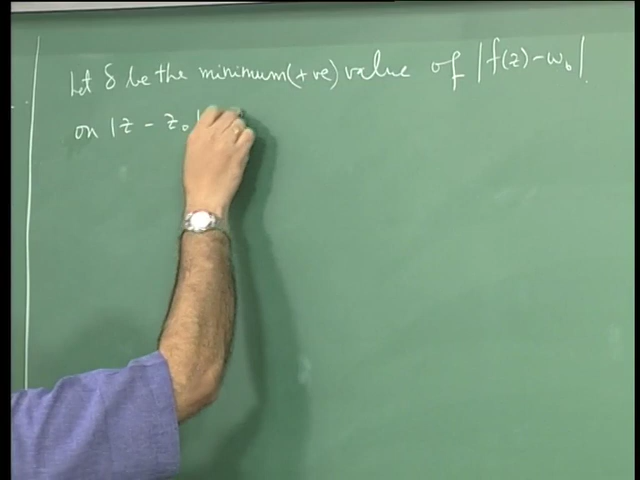 Let δ be the minimum (+ve) value of |f(z) - w₀|
on |z - z₀|